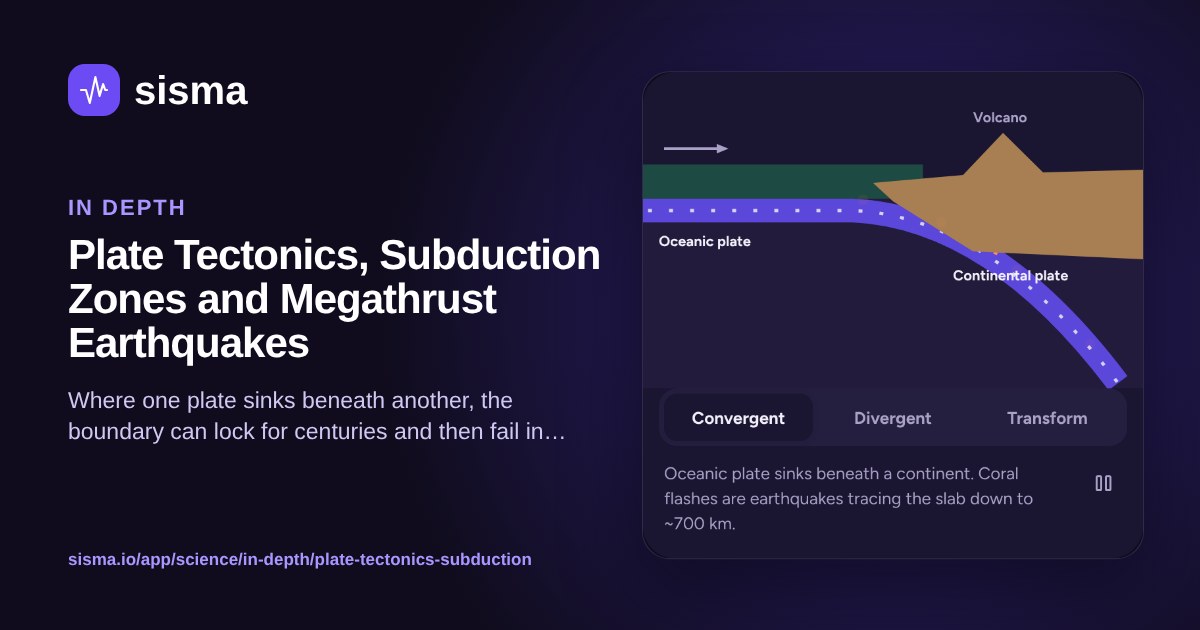 sisma
IN DEPTH
Plate Tectonics, Subduction
Zones and Megathrust
Earthquakes
Where one plate sinks beneath another, the
boundary can lock for centuries and then fail in…
sisma.io/app/science/in-depth/plate-tectonics-subduction
Volcano
Oceanic plate
Continental plate
Convergent
Divergent
Transform
Oceanic plate sinks beneath a continent. Coral
flashes are earthquakes tracing the slab down to
~700 km.